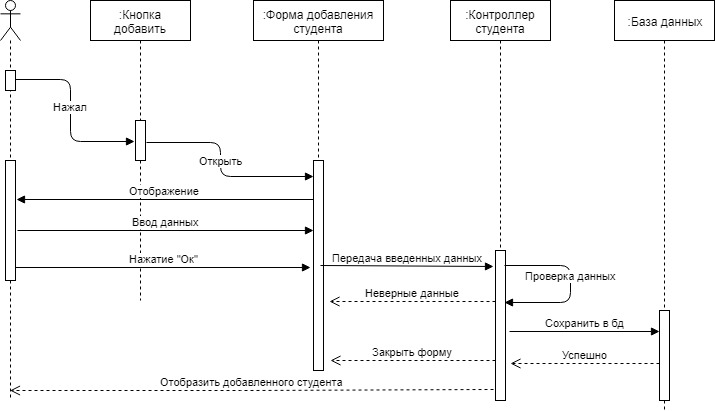 :Кнопка
добавить
:Форма добавления
студента
:Контроллер
студента
:База данных
Нажал
Открыть
Отображение
Ввод данных
Нажатие "Ок"
Передача введенных данных
Проверка данных
Неверные данные
Сохранить в бд
Закрыть форму
Успешно
Отобразить добавленного студента